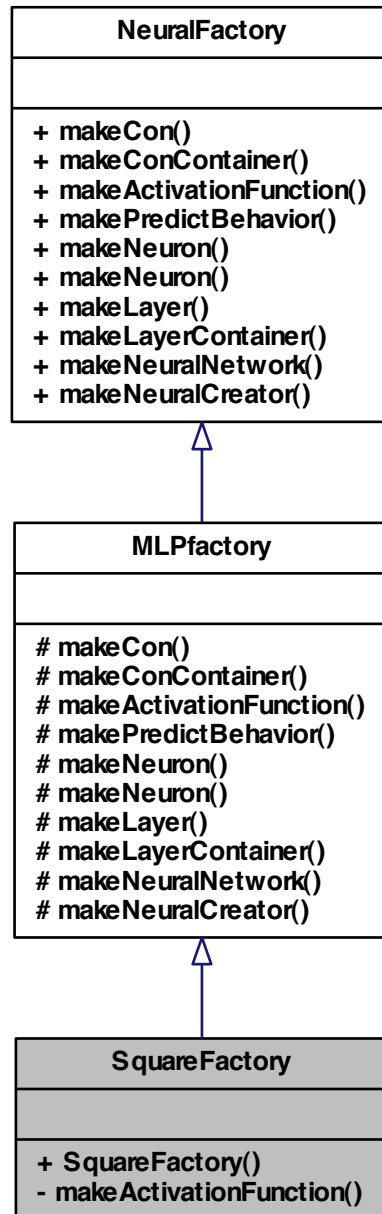 NeuralFactory
+ makeCon()
+ makeConContainer()
+ makeActivationFunction()
+ makePredictBehavior()
+ makeNeuron()
+ makeNeuron()
+ makeLayer()
+ makeLayerContainer()
+ makeNeuralNetwork()
+ makeNeuralCreator()
MLPfactory
# makeCon()
# makeConContainer()
# makeActivationFunction()
# makePredictBehavior()
# makeNeuron()
# makeNeuron()
# makeLayer()
# makeLayerContainer()
# makeNeuralNetwork()
# makeNeuralCreator()
SquareFactory
+ SquareFactory()
- makeActivationFunction()